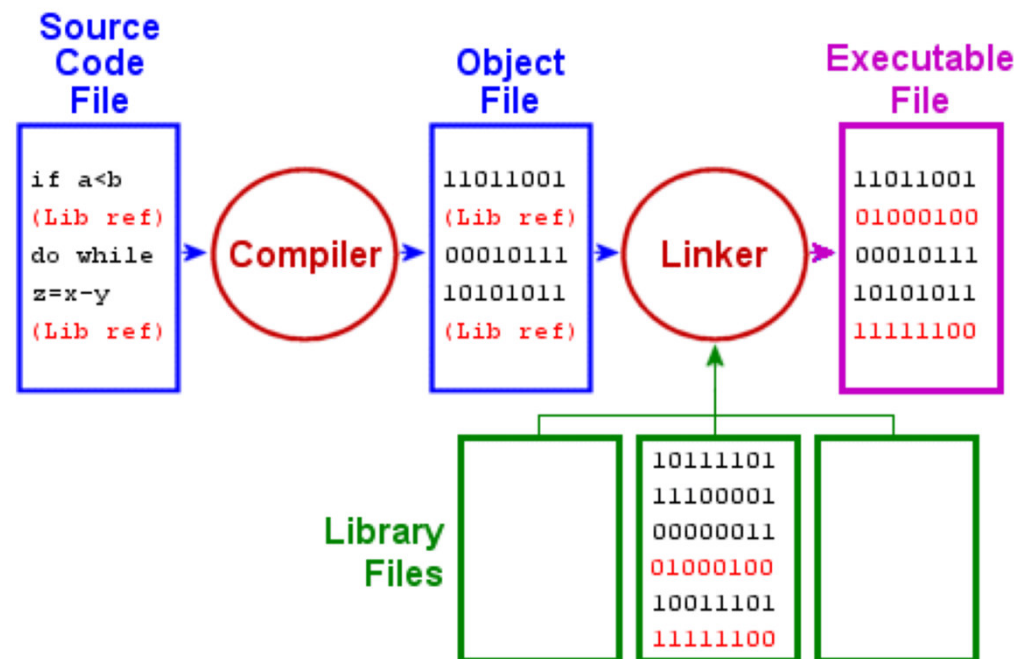 Source
Code
File
if a<b
(Lib ref)
do while
z=x-y
(Lib ref)
Compiler
Object
File
11011001
(Lib ref)
00010111
10101011
(Lib ref)
Linker
Executable
File
11011001
01000100
00010111
10101011
11111100
Library
Files
10111101
11100001
00000011
01000100
10011101
11111100